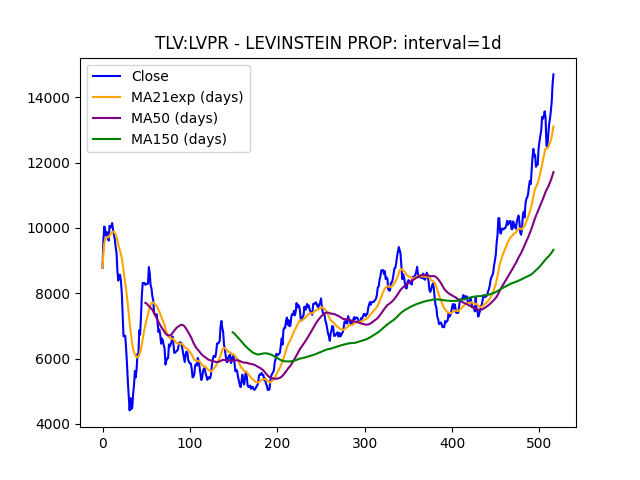 TLV:LVPR - LEVINSTEIN PROP: interval=1d
Close
MA21exp (days)
MA50 (days)
MA150 (days)
14000
12000
10000
8000
6000
4000
0 100 200 300 400 500